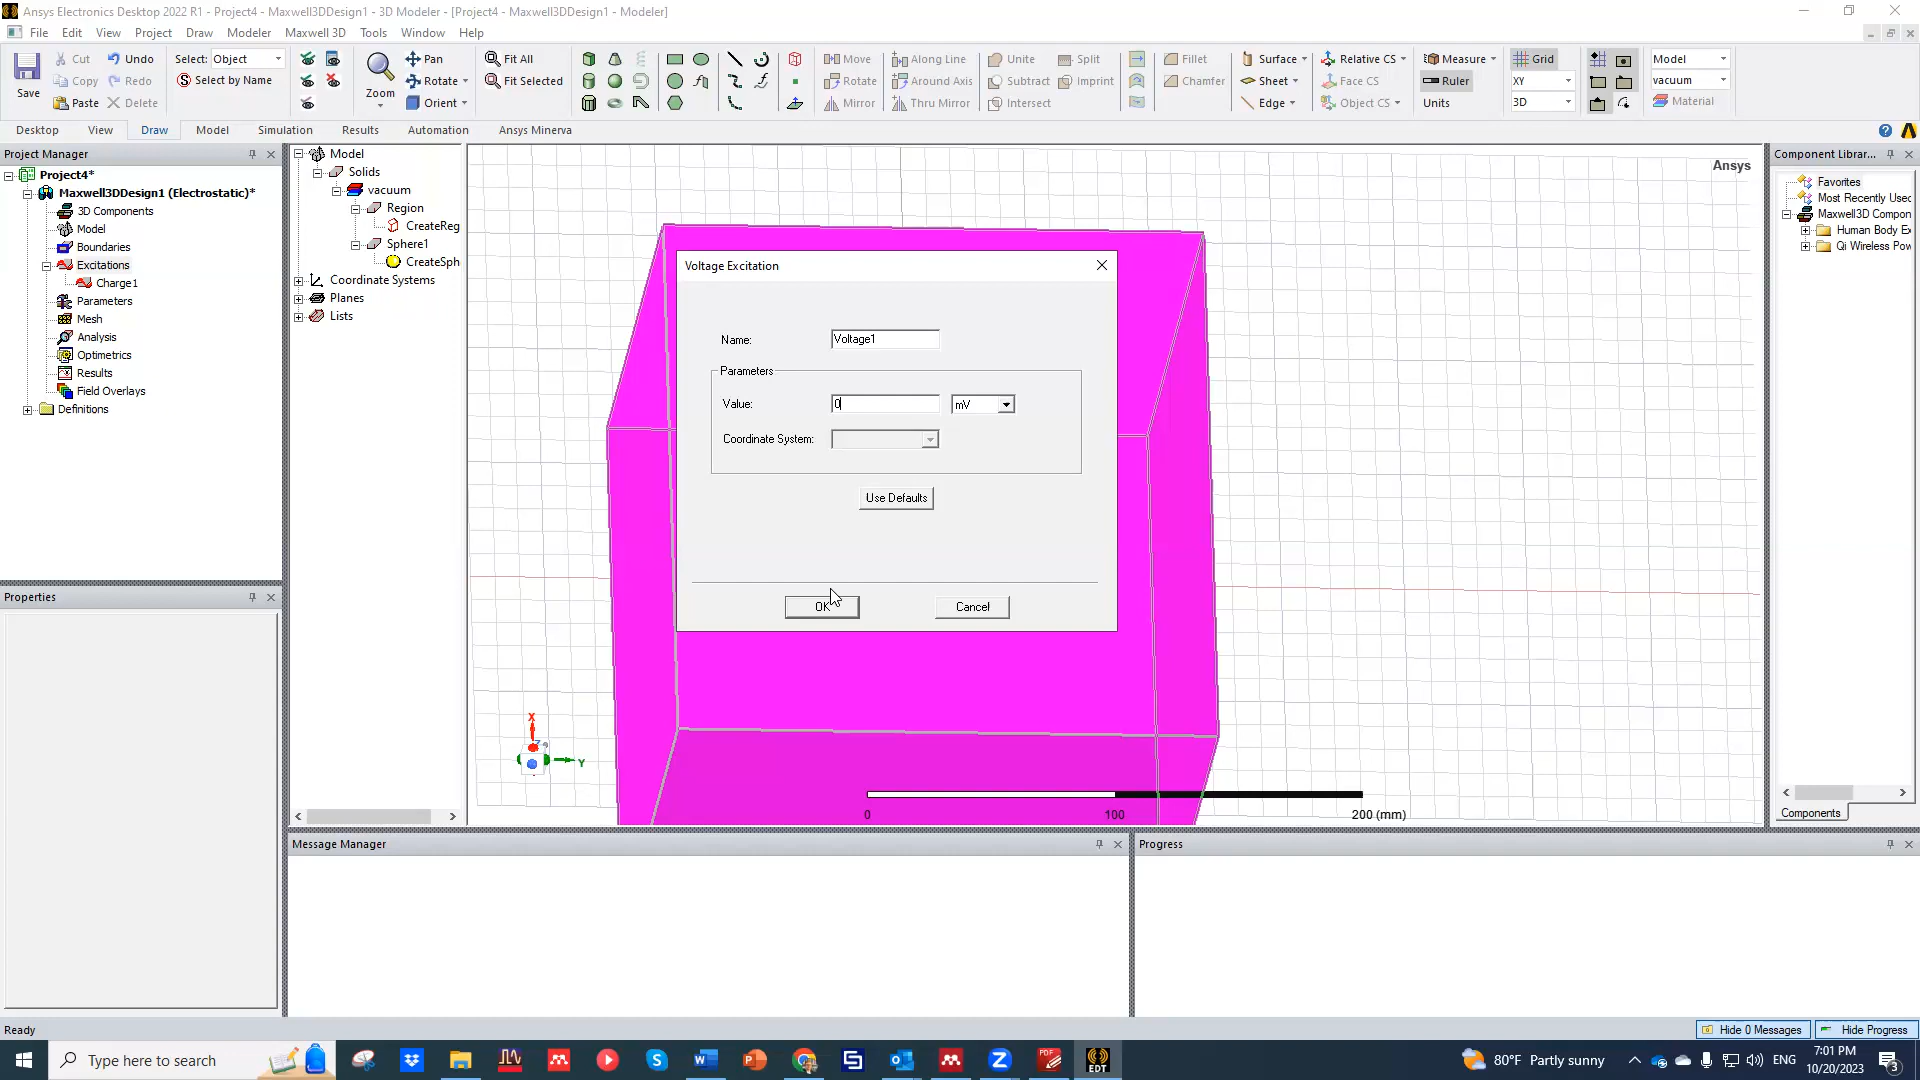 Ansys Electronics Desktop 2022 R1 - Project4 - Maxwell3DDesign1 - 3D Modeler - [Project4 - Maxwell3DDesign1 - Modeler]
File Edit View Project Draw Modeler Maxwell 3D Tools Window Help
Save Cut Copy Paste Undo Redo Delete Select: Object Select by Name
Zoom Pan Rotate Orient Fit All Fit Selected
Move Rotate Mirror Along Line Around Axis Thru Mirror
Unite Subtract Intersect Split Imprint Fillet Chamfer
Surface Sheet Edge Relative CS Face CS Object CS
Measure Ruler Units Grid XY 3D Model vacuum Material
Desktop View Draw Model Simulation Results Automation Ansys Minerva
Project Manager
Project4*
Maxwell3DDesign1 (Electrostatic)*
3D Components
Model
Boundaries
Excitations
Charge1
Parameters
Mesh
Analysis
Optimetrics
Results
Field Overlays
Definitions
Properties
Model
Solids
vacuum
Region
CreateReg
Sphere1
CreateSph
Coordinate Systems
Planes
Lists
Ansys
Voltage Excitation
Name: Voltage1
Parameters
Value: 0 mV
Coordinate System:
Use Defaults
OK Cancel
X
Y
0 100 200 (mm)
Component Librar...
Favorites
Most Recently Used
Maxwell3D Compon
Human Body Ex
Qi Wireless Pow
Components
Message Manager
Progress
Ready
Hide 0 Messages Hide Progress
Type here to search
EDT
80°F Partly sunny
ENG
7:01 PM
10/20/2023
3